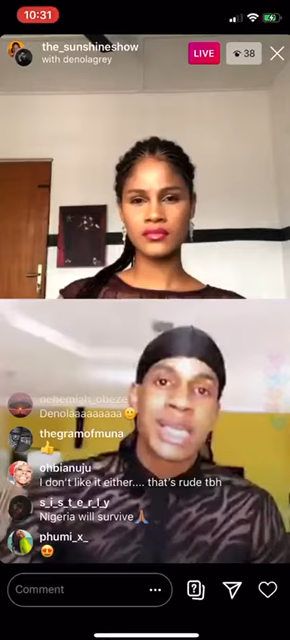 10:31
the_sunshineshow
with denolagrey
LIVE
38
nehemiah_obeze
Denolaaaaaaaaa🙂
thegramofmuna
👍
ohbianuju
I don't like it either.... that's rude tbh
s_i_s_t_e_r_l_y
Nigeria will survive🙏🏾
phumi_x_
😍
Comment